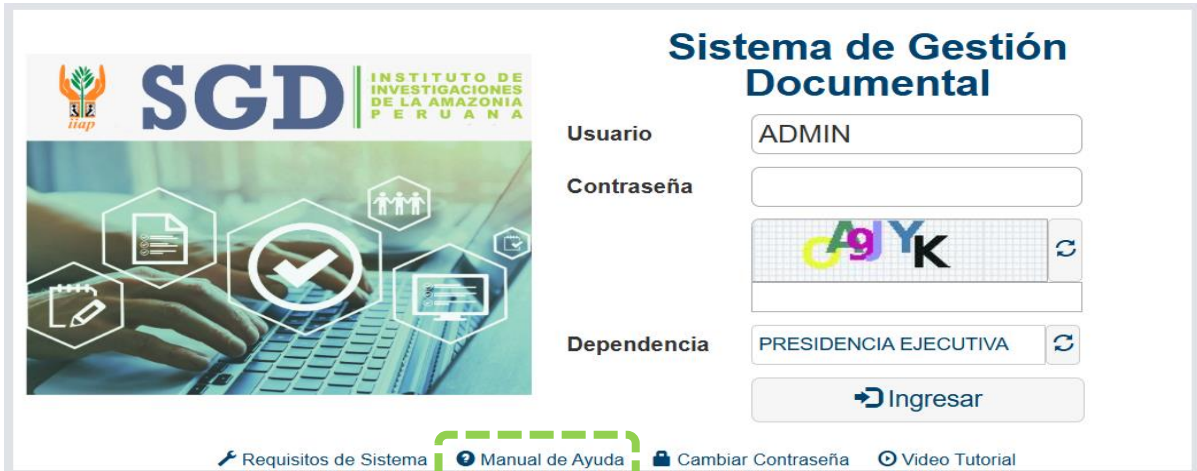 iiap
SGD
INSTITUTO DE
INVESTIGACIONES
DE LA AMAZONIA
PERUANA
Sistema de Gestión
Documental
Usuario ADMIN
Contraseña
Dependencia PRESIDENCIA EJECUTIVA
Ingresar
Requisitos de Sistema Manual de Ayuda Cambiar Contraseña Video Tutorial